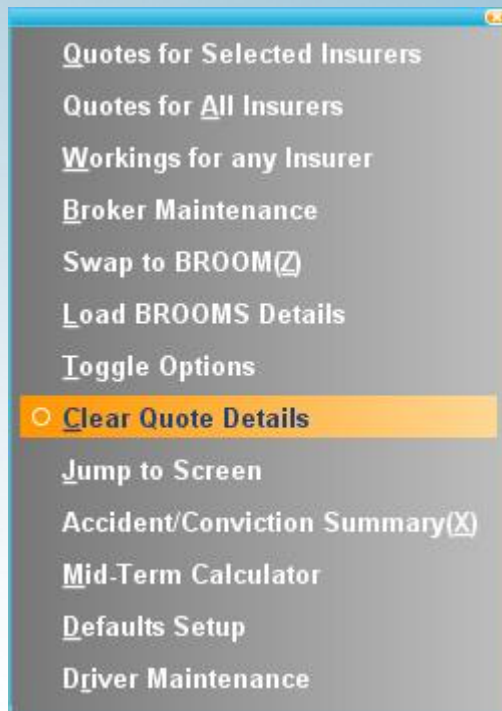 Quotes for Selected Insurers
Quotes for All Insurers
Workings for any Insurer
Broker Maintenance
Swap to BROOM(Z)
Load BROOMS Details
Toggle Options
Clear Quote Details
Jump to Screen
Accident/Conviction Summary(X)
Mid-Term Calculator
Defaults Setup
Driver Maintenance